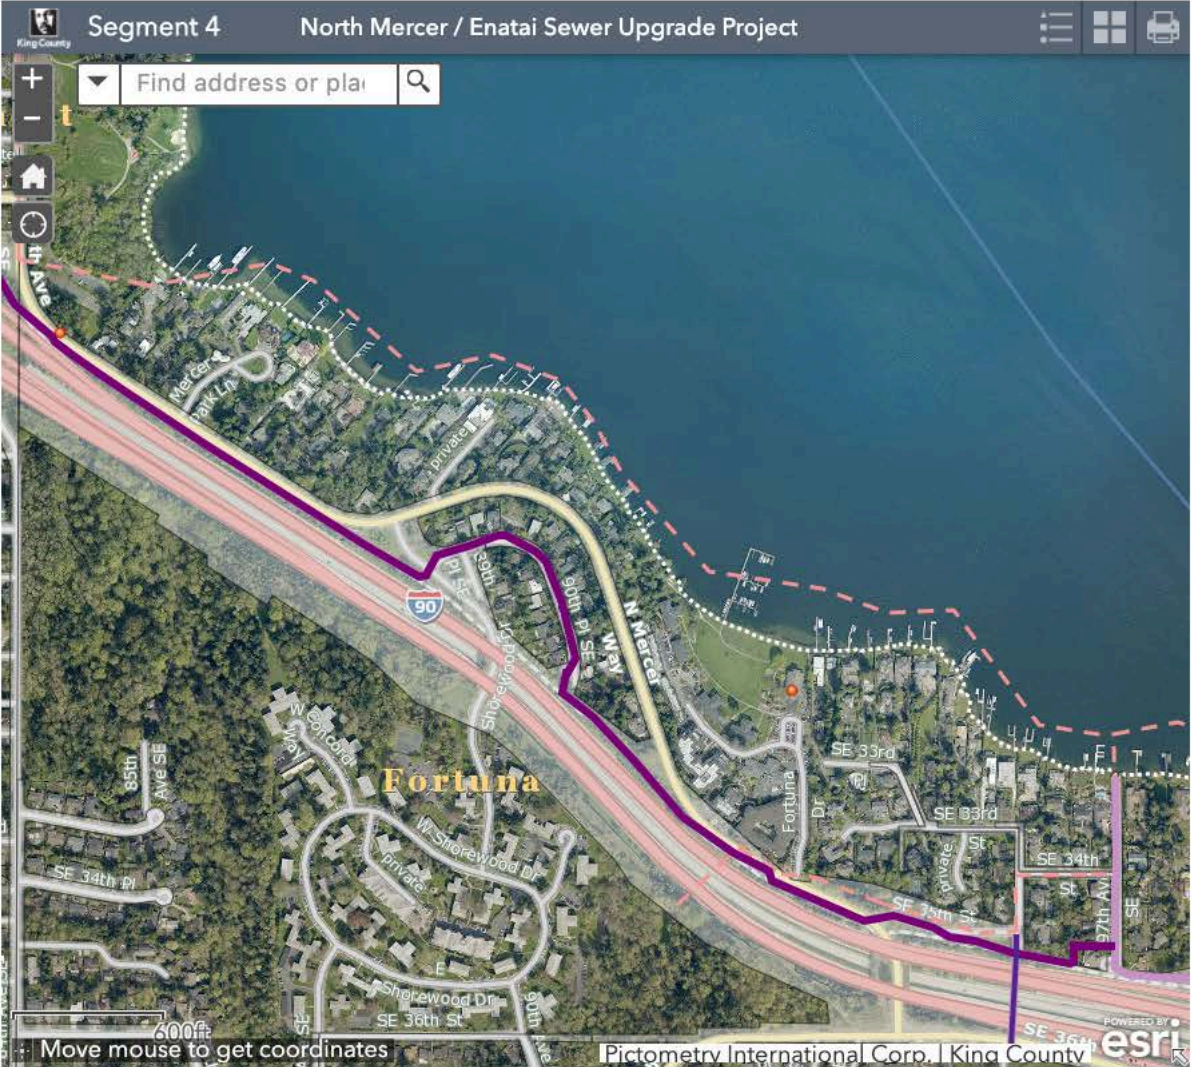 King County
Segment 4
North Mercer / Enatai Sewer Upgrade Project
+
Find address or pla
−
th Ave
Mercer
Park Ln
private
39th
Pl SE
90
90th Pl SE
N Mercer
Way
Shorewood Dr
W Concord
Way
Fortuna
85th
Ave SE
W Shorewood Dr
private
SE 34th Pl
E
Shorewood Dr
SE 36th St
90th Ave
SE
Fortuna
Dr
SE 33rd
Pl
SE 33rd
St
private
SE 34th
St
SE 35th St
97th Ave
SE
SE 36th
600ft
Move mouse to get coordinates
Pictometry International Corp. | King County
POWERED BY
esri